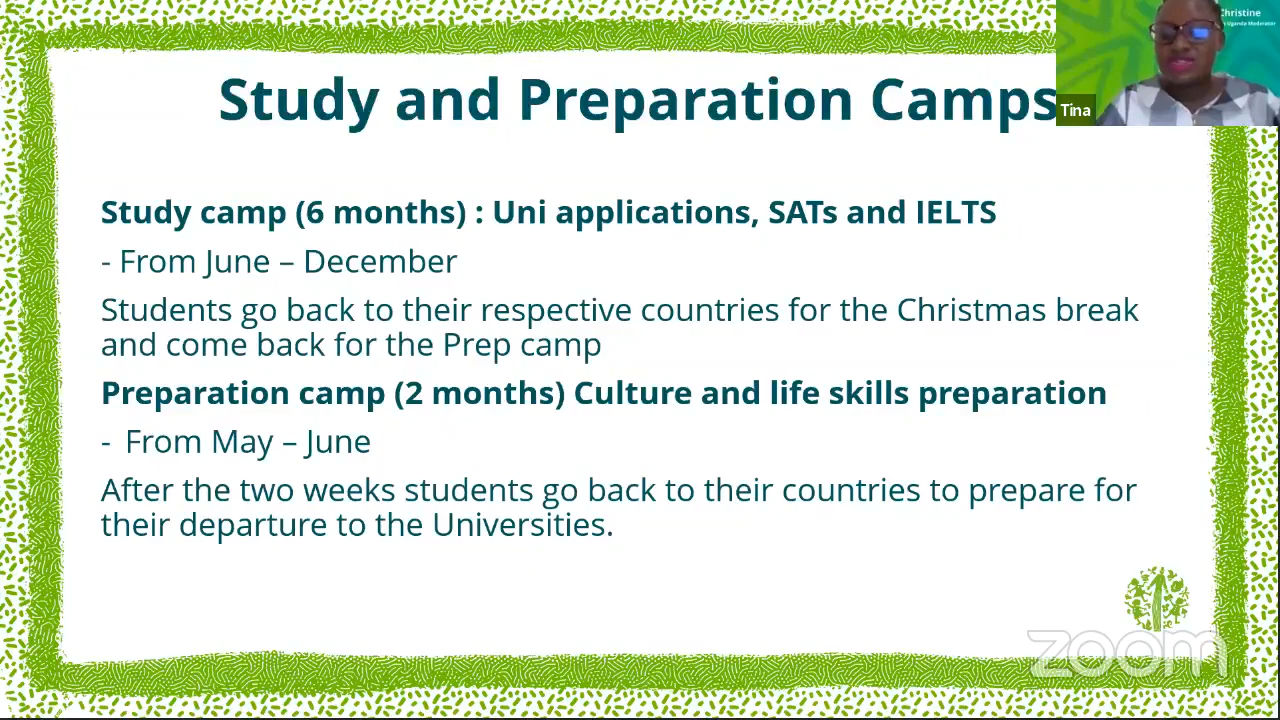 Christine
Uganda Moderator
Study and Preparation Camps
Tina
Study camp (6 months) : Uni applications, SATs and IELTS
- From June – December
Students go back to their respective countries for the Christmas break
and come back for the Prep camp
Preparation camp (2 months) Culture and life skills preparation
- From May – June
After the two weeks students go back to their countries to prepare for
their departure to the Universities.
zoom